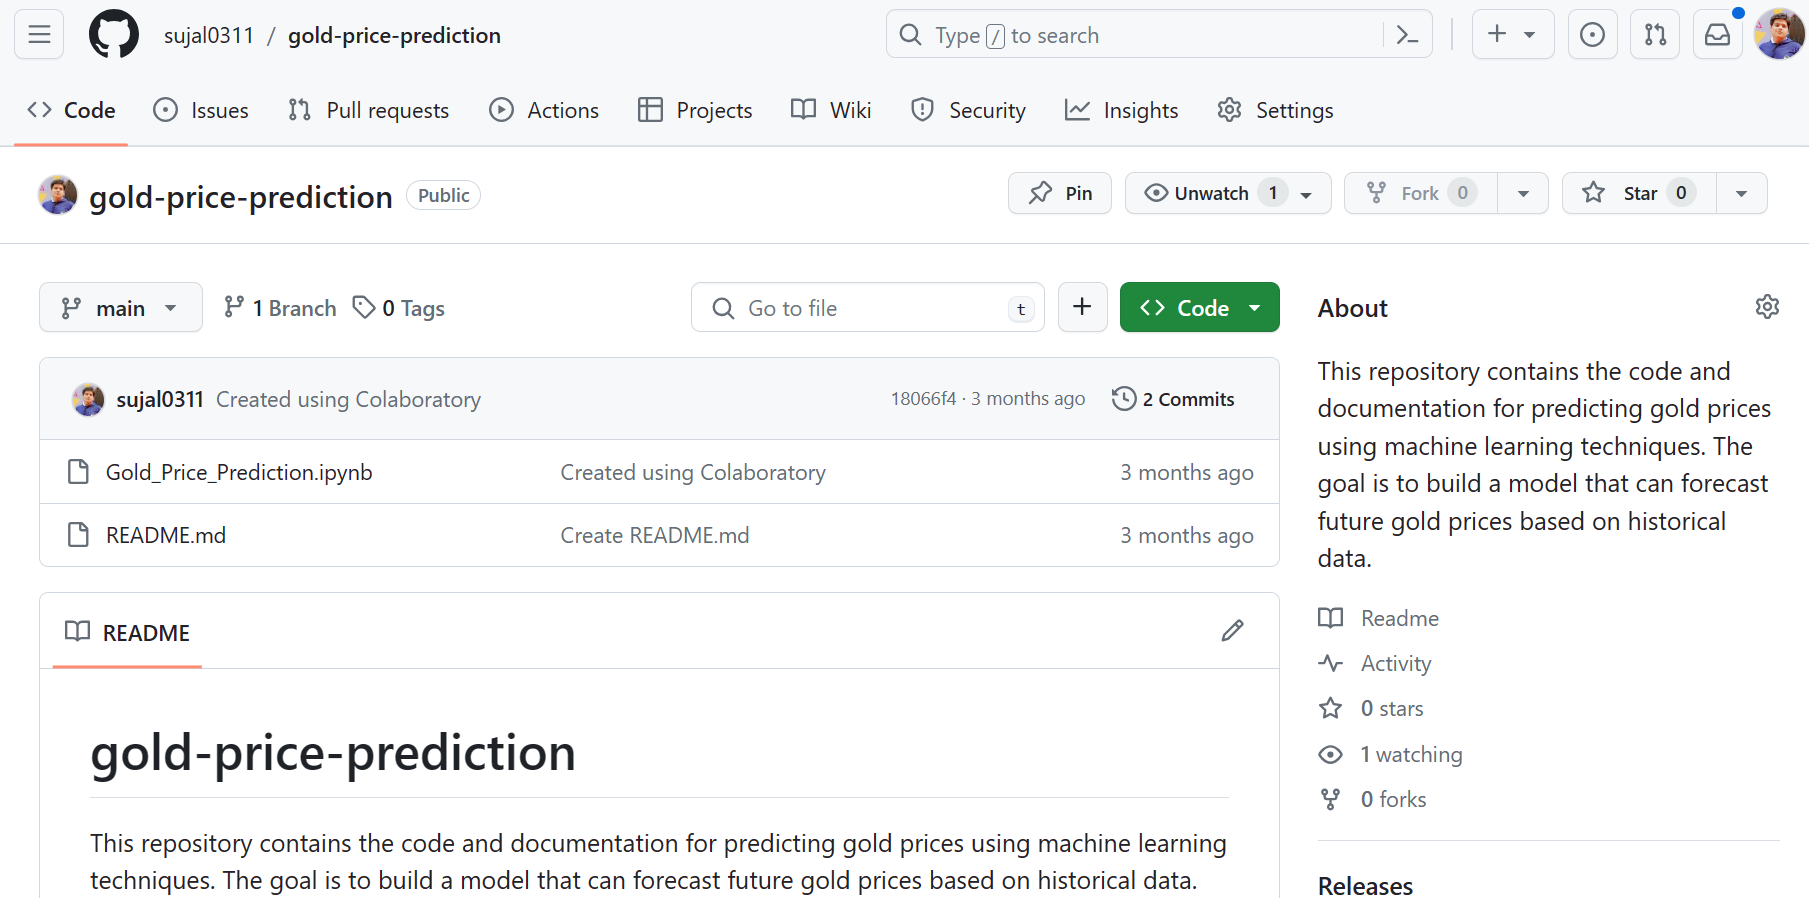 sujal0311 / gold-price-prediction
Type / to search
Code Issues Pull requests Actions Projects Wiki Security Insights Settings
gold-price-prediction Public
Pin Unwatch 1 Fork 0 Star 0
main 1 Branch 0 Tags Go to file t + Code
sujal0311 Created using Colaboratory 18066f4 · 3 months ago 2 Commits
Gold_Price_Prediction.ipynb Created using Colaboratory 3 months ago
README.md Create README.md 3 months ago
README
gold-price-prediction
This repository contains the code and documentation for predicting gold prices using machine learning
techniques. The goal is to build a model that can forecast future gold prices based on historical data.
About
This repository contains the code and
documentation for predicting gold prices
using machine learning techniques. The
goal is to build a model that can forecast
future gold prices based on historical
data.
Readme
Activity
0 stars
1 watching
0 forks
Releases